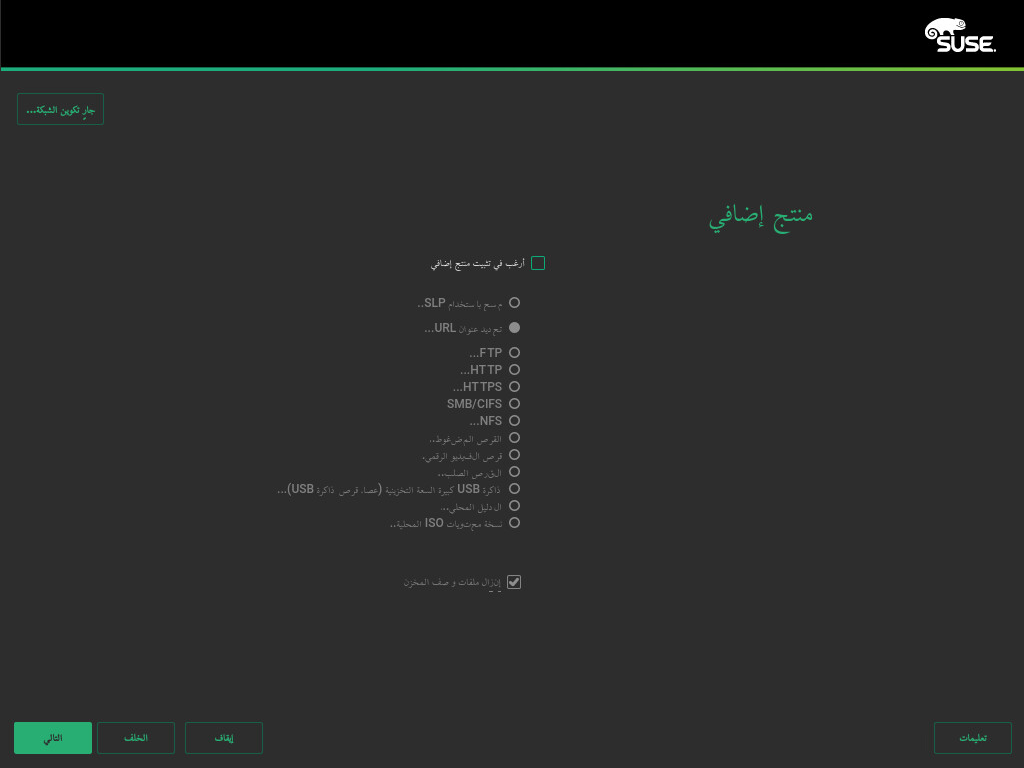 SUSE.
جارٍ تكوين الشبكة...
منتج إضافي
أرغب في تثبيت منتج إضافي
مسح باستخدام SLP..
تحديد عنوان URL...
FTP...
HTTP...
HTTPS...
SMB/CIFS
NFS...
القرص المضغوط..
قرص الفيديو الرقمي.
القرص الصلب..
ذاكرة USB كبيرة السعة التخزينية (عصا، قرص ذاكرة USB)...
الدليل المحلي...
نسخة محتويات ISO المحلية..
إنزال ملفات وصف المخزن
تعليمات
إيقاف
الخلف
التالي